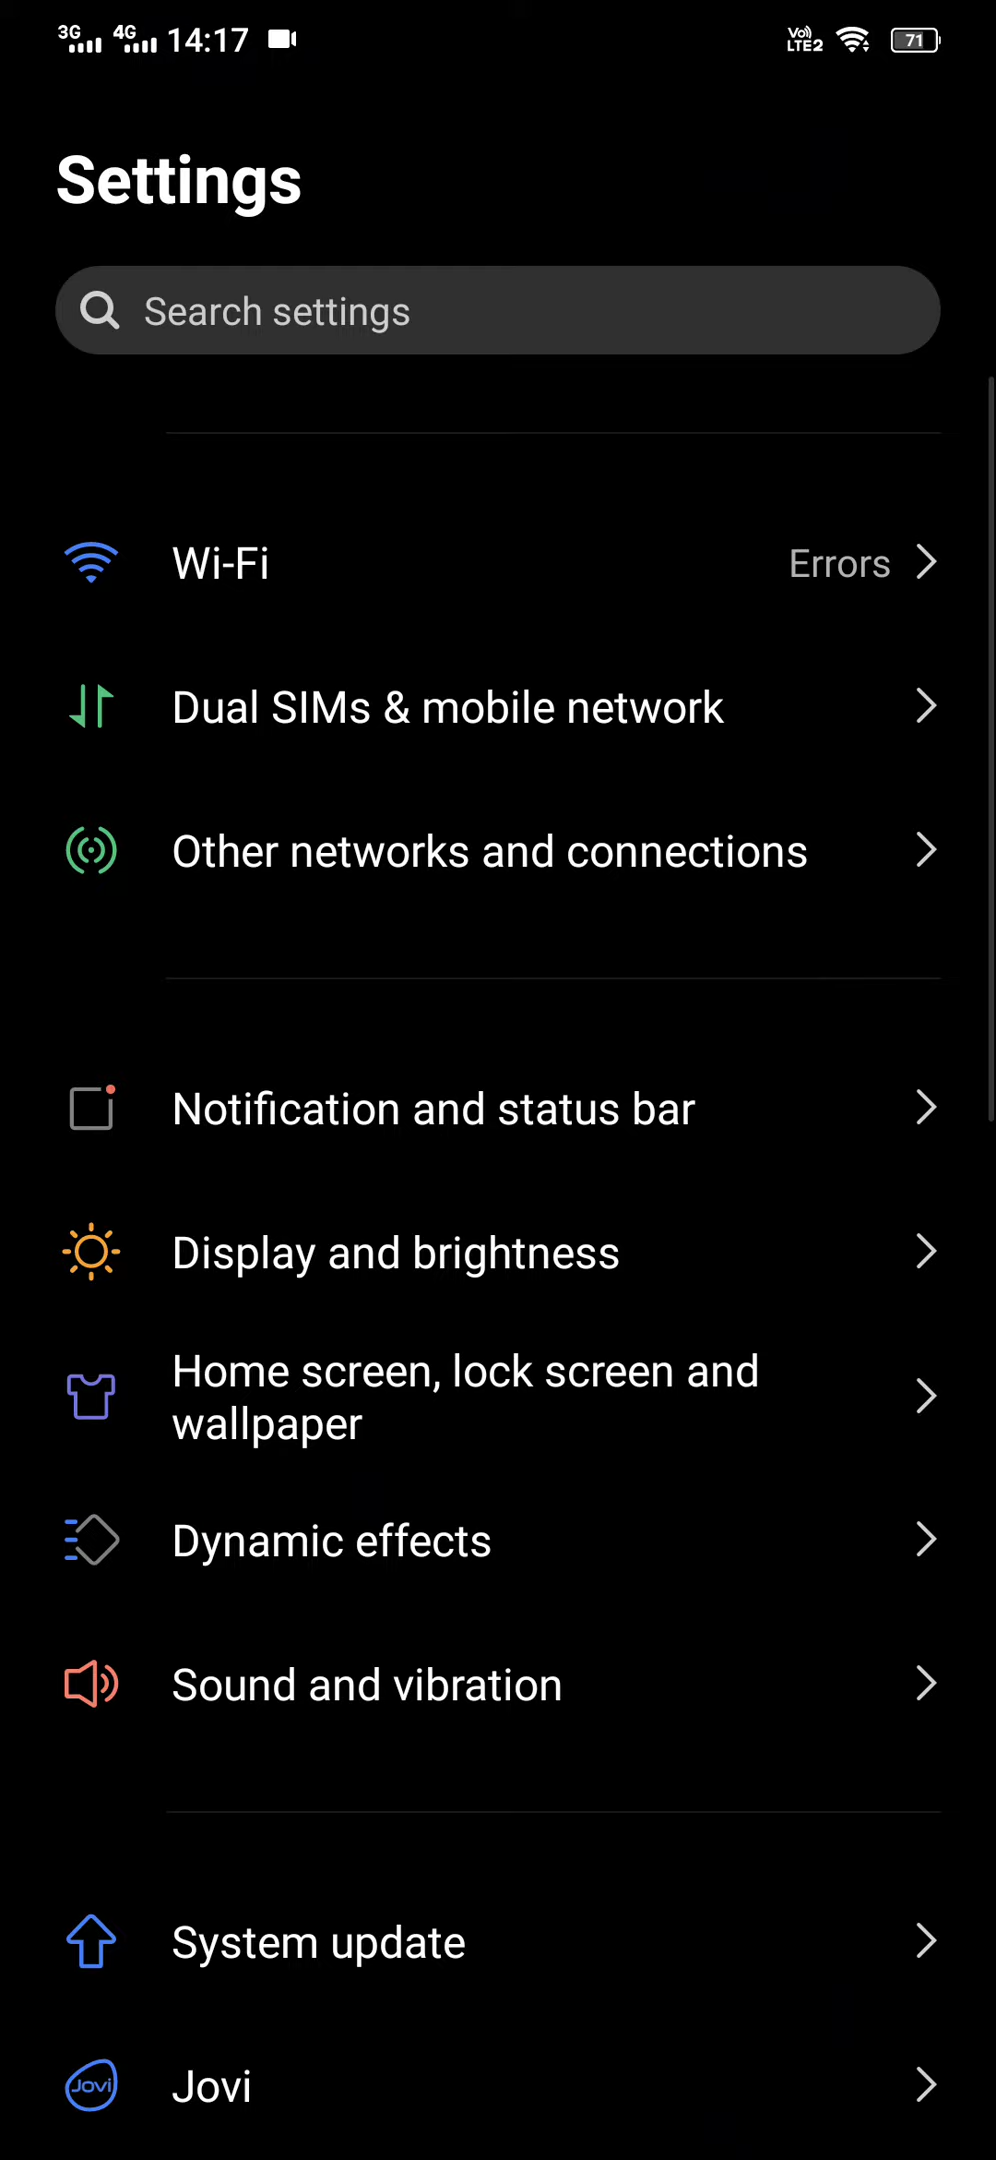 3G 4G 14:17 Vo)) LTE2 71
Settings
Search settings
Wi-Fi Errors
Dual SIMs & mobile network
Other networks and connections
Notification and status bar
Display and brightness
Home screen, lock screen and
wallpaper
Dynamic effects
Sound and vibration
System update
Jovi Jovi